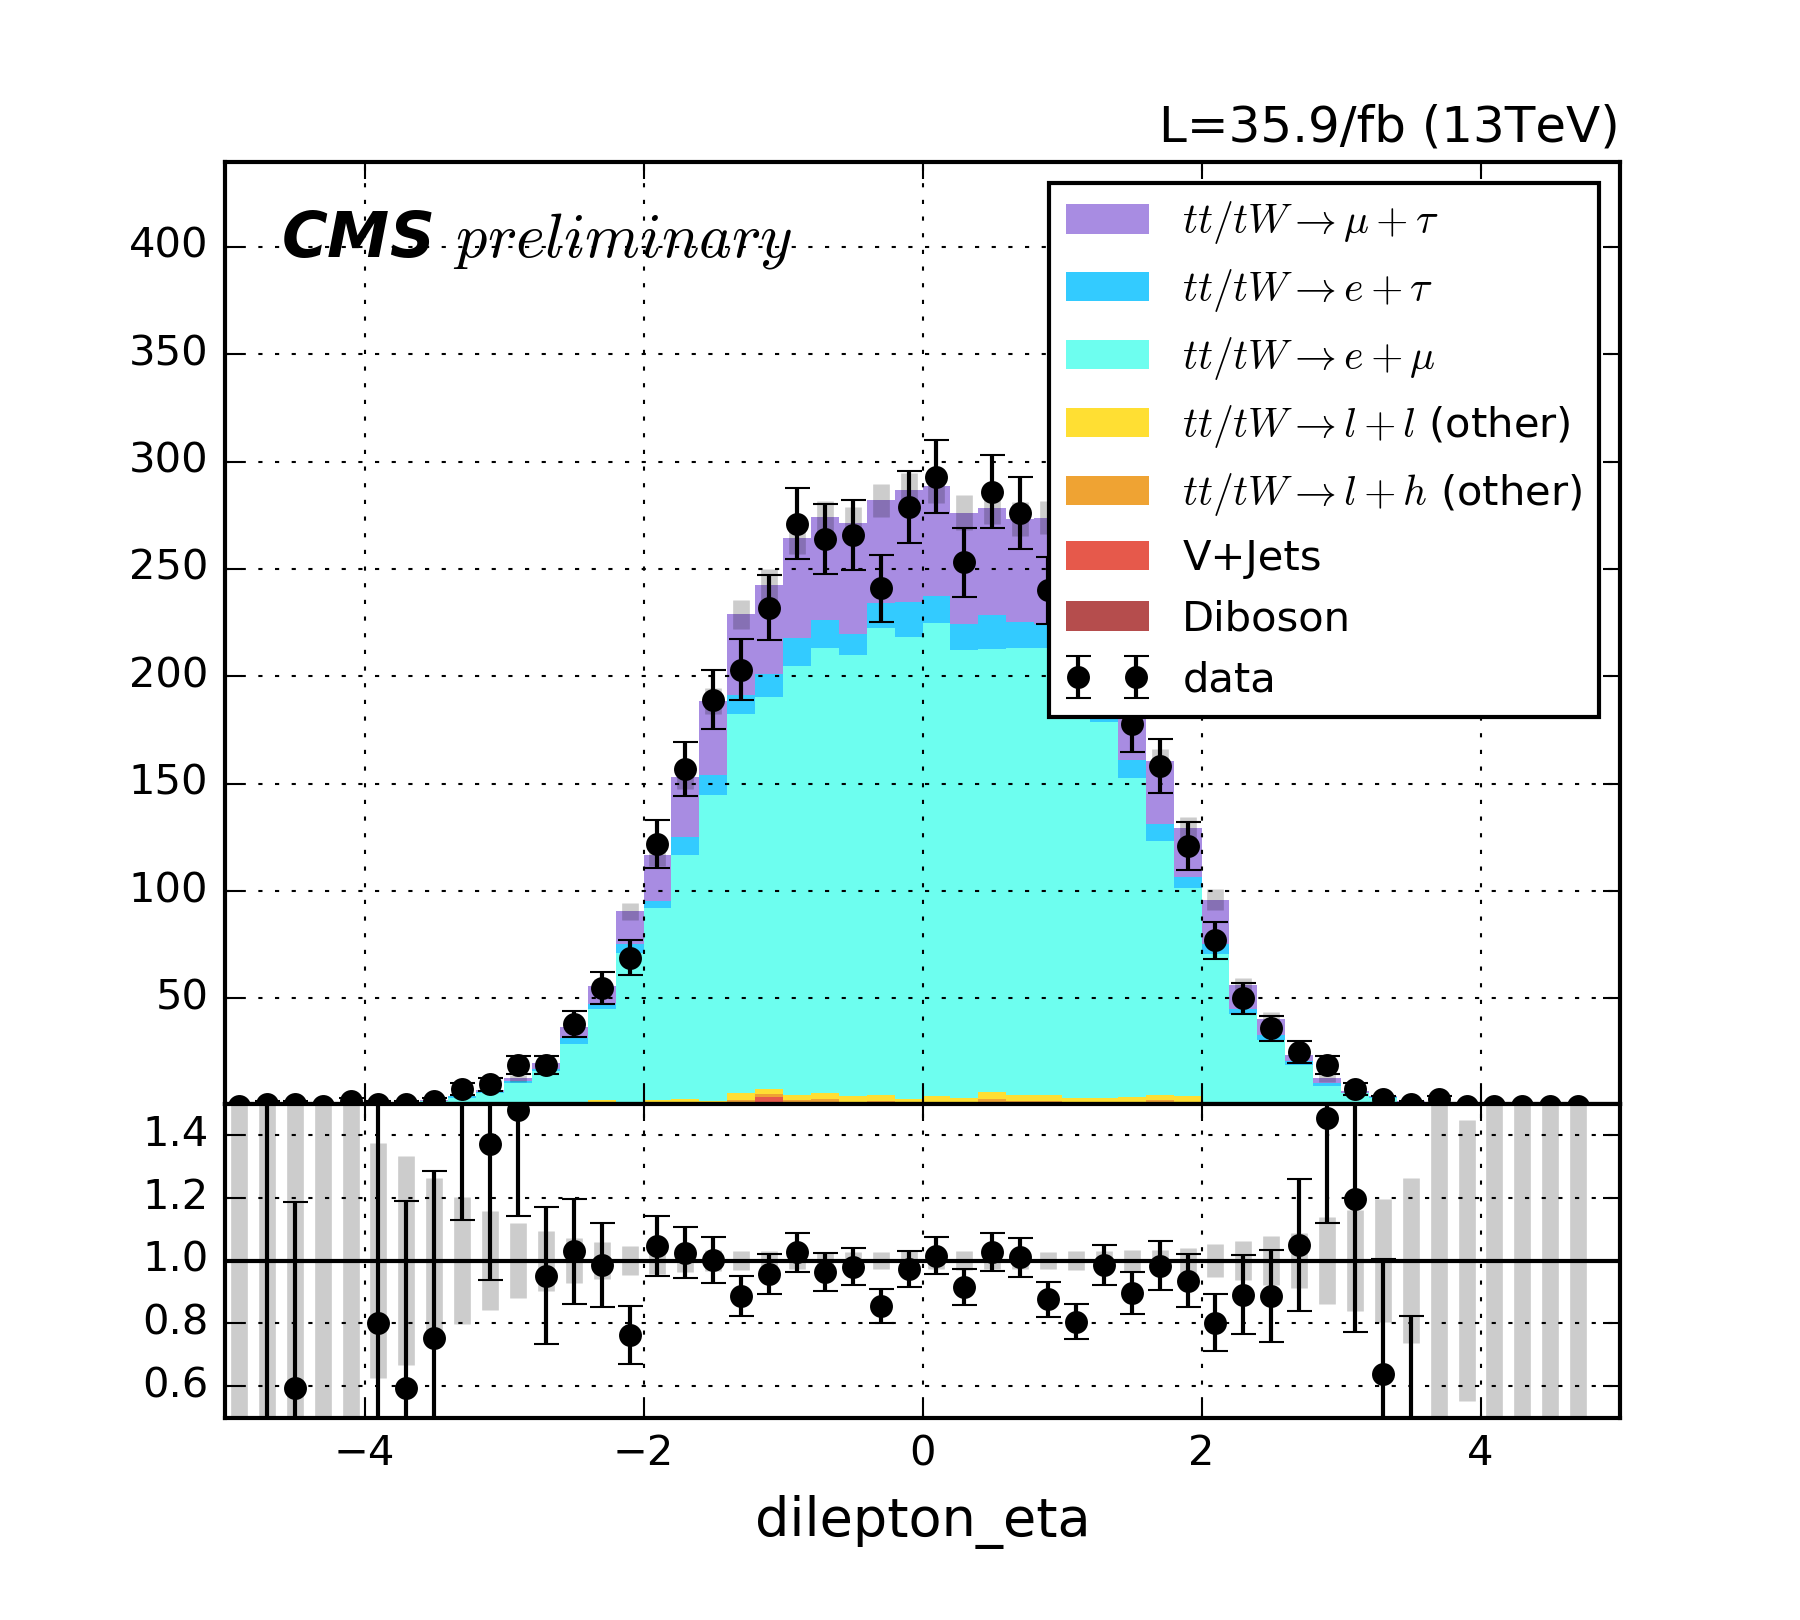 L=35.9/fb (13TeV)
CMS preliminary
400
350
300
250
200
150
100
50
tt/tW→μ+τ
tt/tW→e+τ
tt/tW→e+μ
tt/tW→l+l (other)
tt/tW→l+h (other)
V+Jets
Diboson
data
1.4
1.2
1.0
0.8
0.6
−4 −2 0 2 4
dilepton_eta